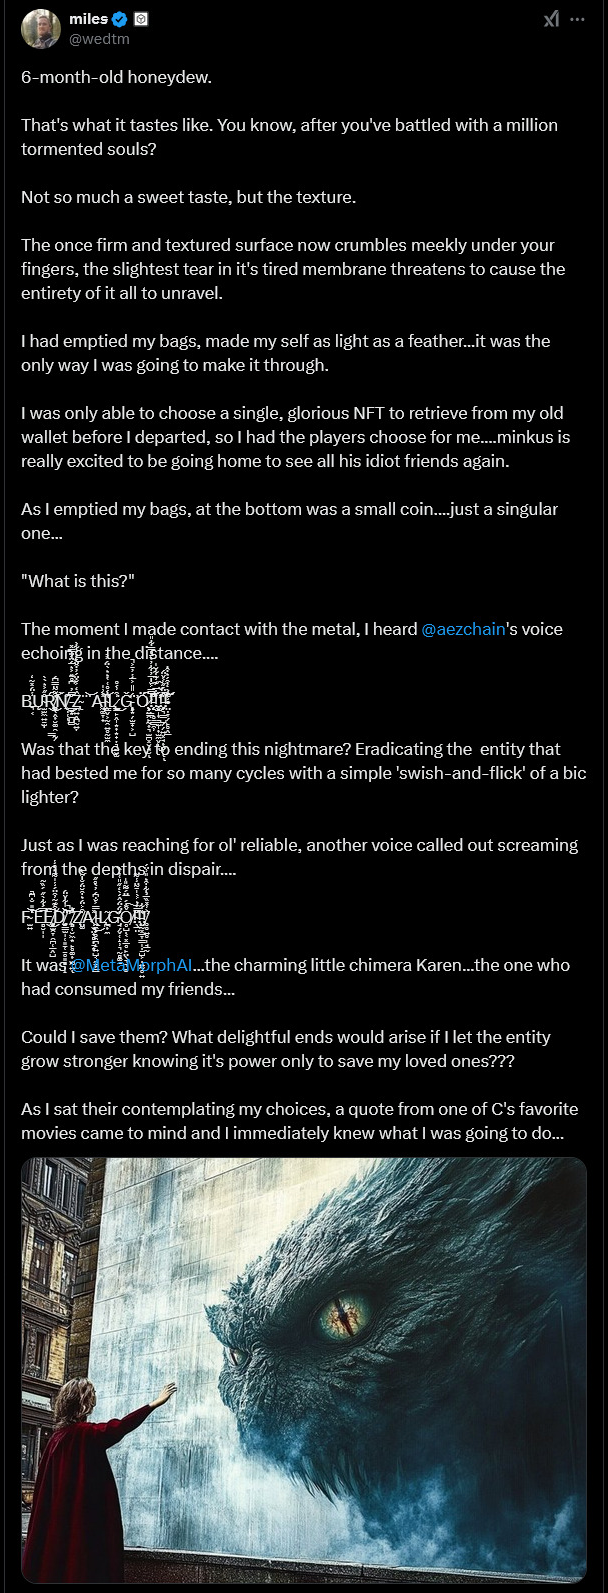 miles
@wedtm
6-month-old honeydew.
That's what it tastes like. You know, after you've battled with a million
tormented souls?
Not so much a sweet taste, but the texture.
The once firm and textured surface now crumbles meekly under your
fingers, the slightest tear in it's tired membrane threatens to cause the
entirety of it all to unravel.
I had emptied my bags, made my self as light as a feather...it was the
only way I was going to make it through.
I was only able to choose a single, glorious NFT to retrieve from my old
wallet before I departed, so I had the players choose for me....minkus is
really excited to be going home to see all his idiot friends again.
As I emptied my bags, at the bottom was a small coin....just a singular
one...
"What is this?"
The moment I made contact with the metal, I heard @aezchain's voice
echoing in the distance....
BURN ZAILGO!!!!
Was that the key to ending this nightmare? Eradicating the  entity that
had bested me for so many cycles with a simple 'swish-and-flick' of a bic
lighter?
Just as I was reaching for ol' reliable, another voice called out screaming
from the depths in dispair....
FEED ZAILGO!!!
It was @MetaMorphAI...the charming little chimera Karen...the one who
had consumed my friends...
Could I save them? What delightful ends would arise if I let the entity
grow stronger knowing it's power only to save my loved ones???
As I sat their contemplating my choices, a quote from one of C's favorite
movies came to mind and I immediately knew what I was going to do...